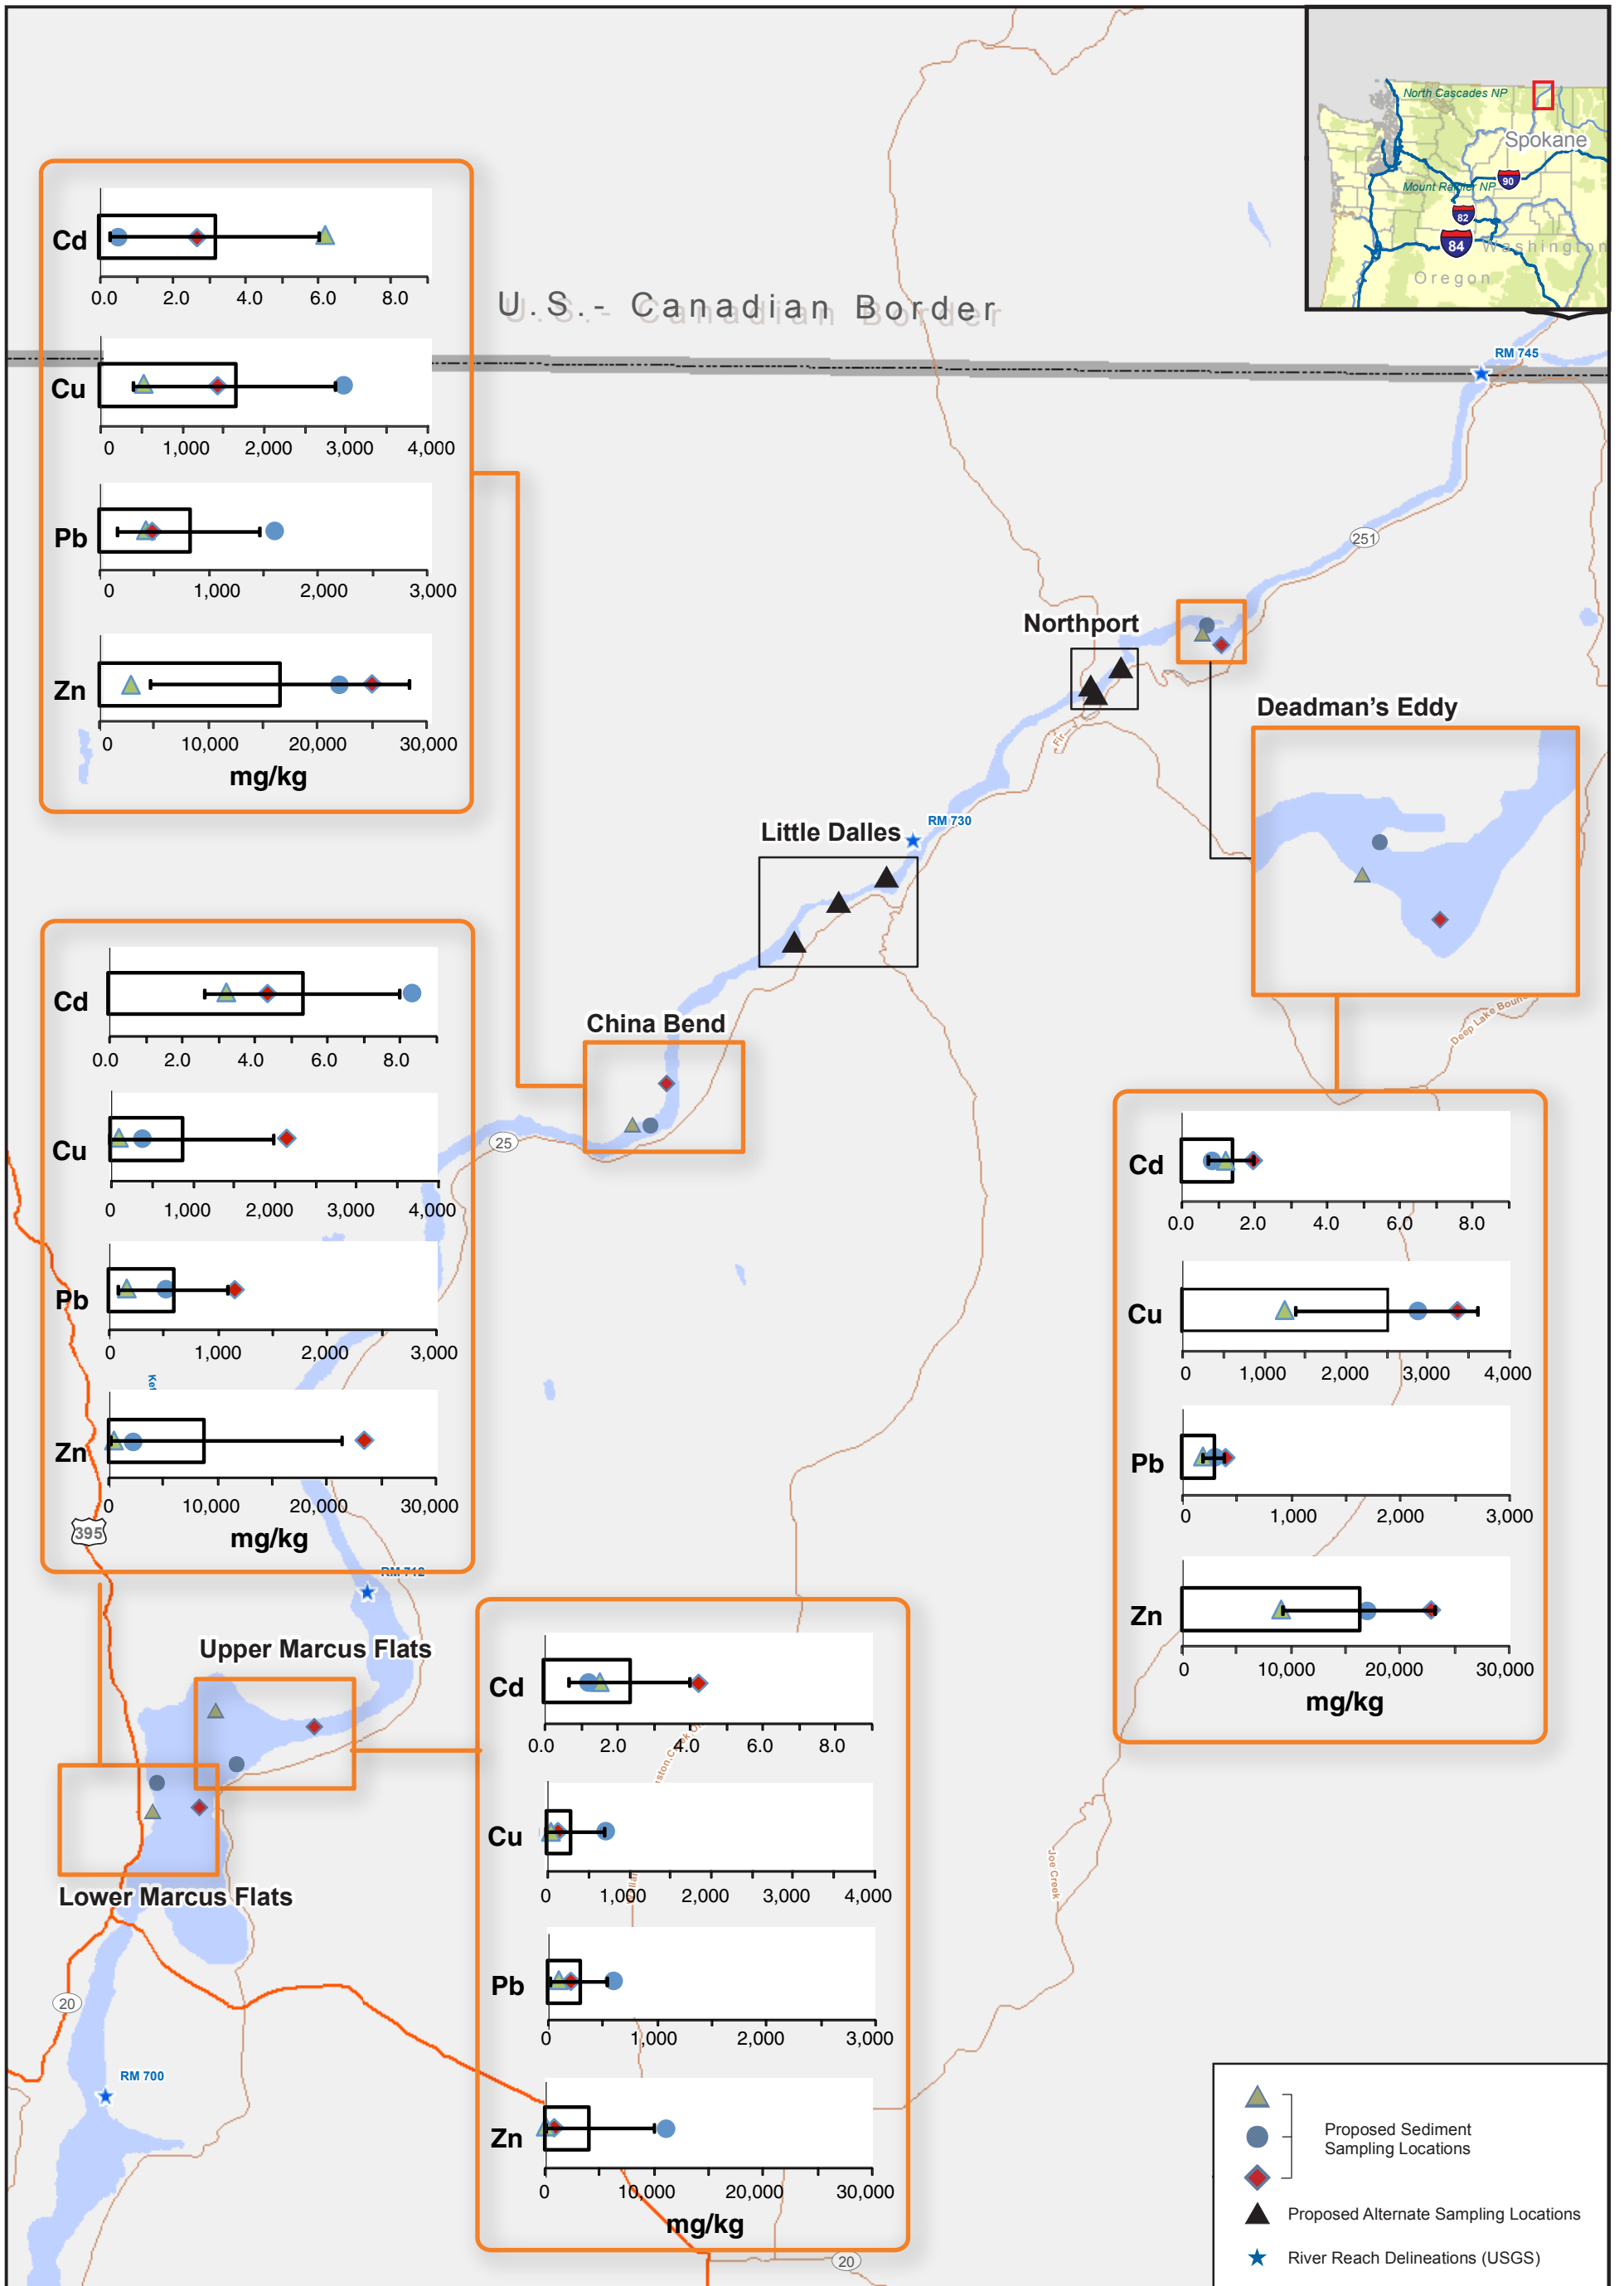 North Cascades NP
Spokane
90
Mount Rainier NP
82
84
Washington
Oregon
U.S.- Canadian Border
RM 745
251
Cd
0.0 2.0 4.0 6.0 8.0
Cu
0 1,000 2,000 3,000 4,000
Pb
0 1,000 2,000 3,000
Zn
0 10,000 20,000 30,000
mg/kg
Northport
Deadman’s Eddy
Little Dalles
RM 730
China Bend
25
Cd
0.0 2.0 4.0 6.0 8.0
Cu
0 1,000 2,000 3,000 4,000
Pb
0 1,000 2,000 3,000
Zn
0 10,000 20,000 30,000
mg/kg
395
RM 712
Cd
0.0 2.0 4.0 6.0 8.0
Cu
0 1,000 2,000 3,000 4,000
Pb
0 1,000 2,000 3,000
Zn
0 10,000 20,000 30,000
mg/kg
Upper Marcus Flats
Lower Marcus Flats
Cd
0.0 2.0 4.0 6.0 8.0
Cu
0 1,000 2,000 3,000 4,000
Pb
0 1,000 2,000 3,000
Zn
0 10,000 20,000 30,000
mg/kg
Joe Creek
20
RM 700
20
Proposed Sediment
Sampling Locations
Proposed Alternate Sampling Locations
River Reach Delineations (USGS)